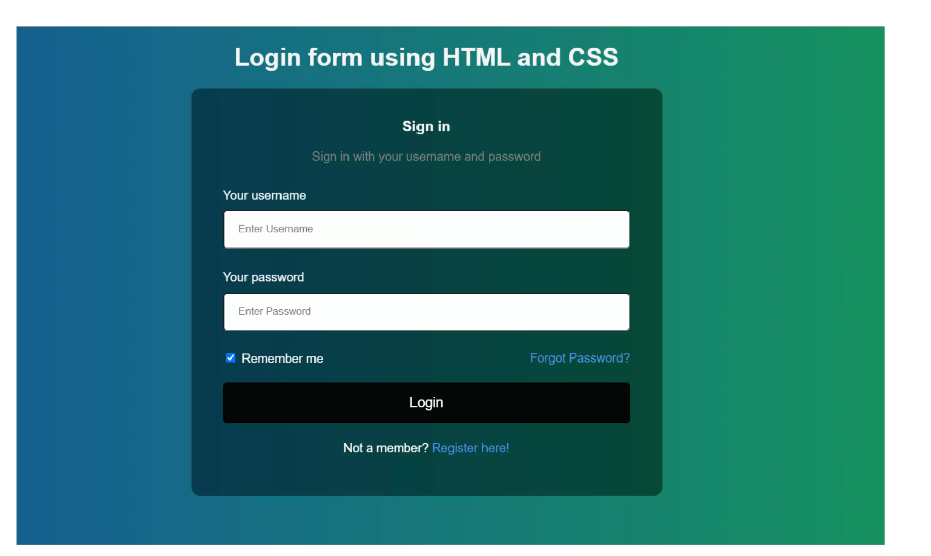 Login form using HTML and CSS
Sign in
Sign in with your username and password
Your username
Enter Username
Your password
Enter Password
Remember me Forgot Password?
Login
Not a member? Register here!